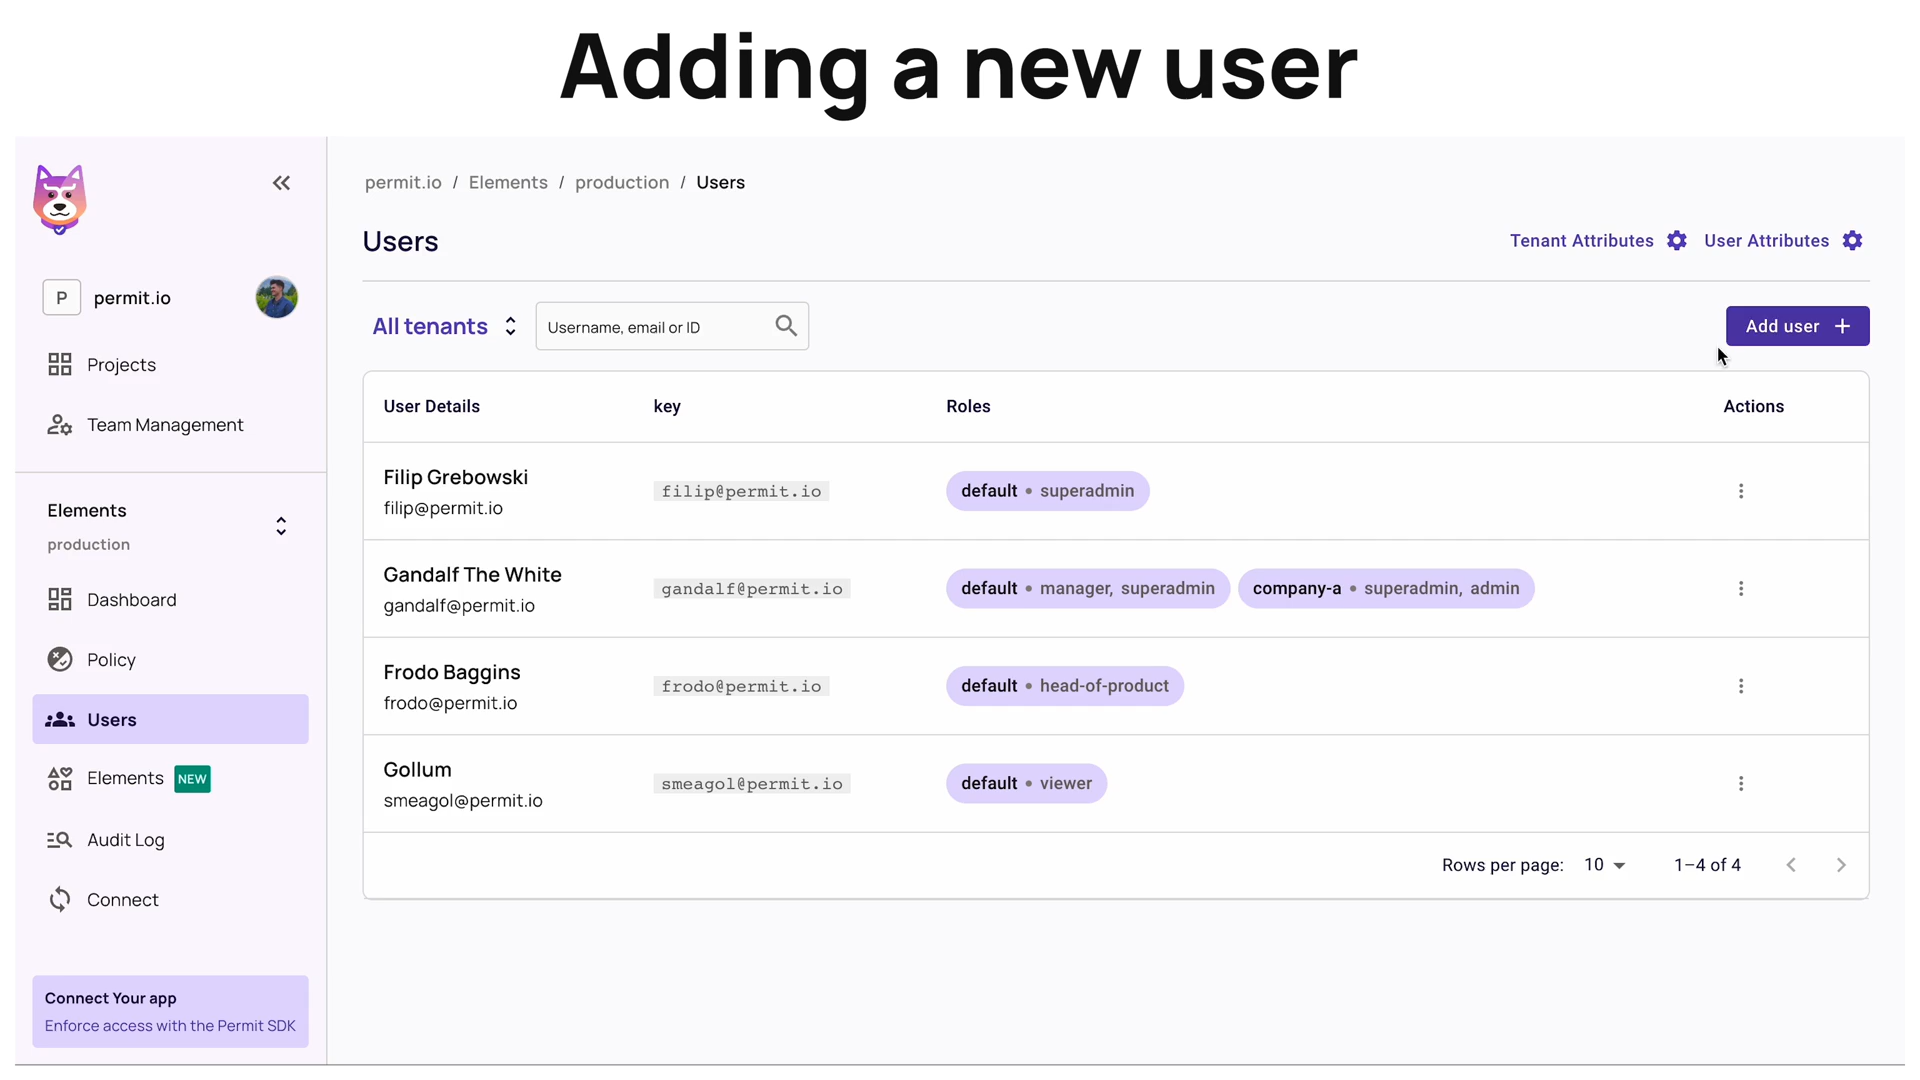 Adding a new user
permit.io / Elements / production / Users
Users
Tenant Attributes
User Attributes
P
permit.io
Projects
Team Management
Elements
production
Dashboard
Policy
Users
Elements NEW
Audit Log
Connect
Connect Your app
Enforce access with the Permit SDK
All tenants
Username, email or ID
Add user +
User Details key Roles Actions
Filip Grebowski
filip@permit.io
filip@permit.io
default • superadmin
Gandalf The White
gandalf@permit.io
gandalf@permit.io
default • manager, superadmin
company-a • superadmin, admin
Frodo Baggins
frodo@permit.io
frodo@permit.io
default • head-of-product
Gollum
smeagol@permit.io
smeagol@permit.io
default • viewer
Rows per page: 10 1–4 of 4